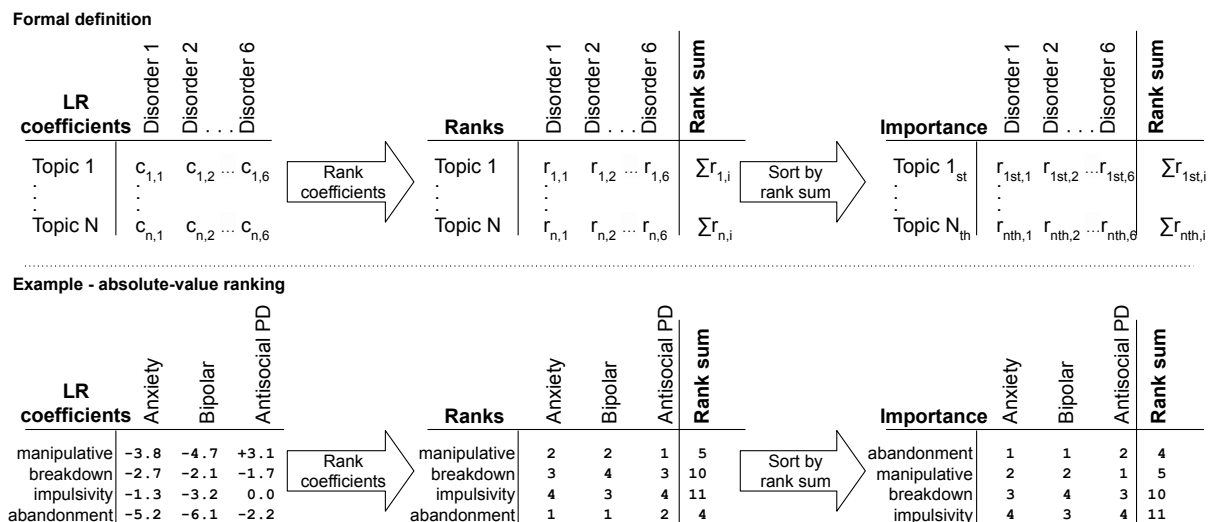 Formal definition
LR coefficients Disorder 1 Disorder 2 . . . Disorder 6
Topic 1 c1,1 c1,2 ... c1,6
.
.
.
Topic N cn,1 cn,2 ... cn,6
Rank coefficients
Ranks Disorder 1 Disorder 2 . . . Disorder 6 Rank sum
Topic 1 r1,1 r1,2 ... r1,6 ∑r1,i
.
.
.
Topic N rn,1 rn,2 ... rn,6 ∑rn,i
Sort by rank sum
Importance Disorder 1 Disorder 2 . . . Disorder 6 Rank sum
Topic 1st r1st,1 r1st,2 ...r1st,6 ∑r1st,i
.
.
.
Topic Nth rnth,1 rnth,2 ...rnth,6 ∑rnth,i
Example - absolute-value ranking
LR coefficients Anxiety Bipolar Antisocial PD
manipulative -3.8 -4.7 +3.1
breakdown -2.7 -2.1 -1.7
impulsivity -1.3 -3.2 0.0
abandonment -5.2 -6.1 -2.2
Rank coefficients
Ranks Anxiety Bipolar Antisocial PD Rank sum
manipulative 2 2 1 5
breakdown 3 4 3 10
impulsivity 4 3 4 11
abandonment 1 1 2 4
Sort by rank sum
Importance Anxiety Bipolar Antisocial PD Rank sum
abandonment 1 1 2 4
manipulative 2 2 1 5
breakdown 3 4 3 10
impulsivity 4 3 4 11